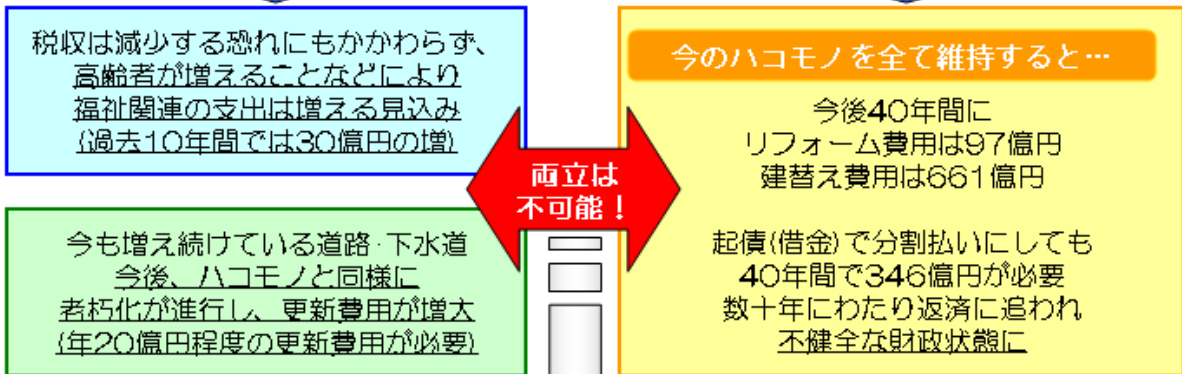 税収は減少する恐れにもかかわらず、
高齢者が増えることなどにより
福祉関連の支出は増える見込み
(過去10年間では30億円の増)
今も増え続けている道路・下水道
今後、ハコモノと同様に
老朽化が進行し、更新費用が増大
(年20億円程度の更新費用が必要)
両立は
不可能！
今のハコモノを全て維持すると…
今後40年間に
リフォーム費用は97億円
建替え費用は661億円
起債(借金)で分割払いにしても
40年間で346億円が必要
数十年にわたり返済に追われ
不健全な財政状態に